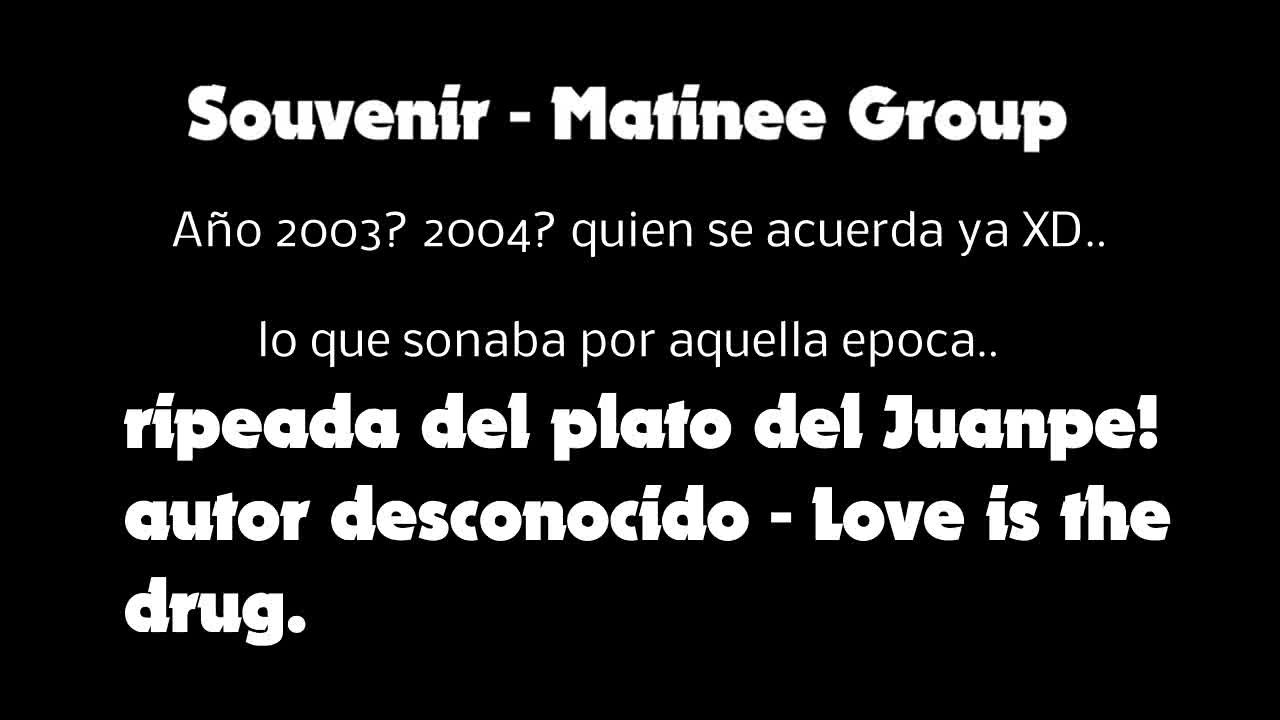 Souvenir - Matinee Group
Año 2003? 2004? quien se acuerda ya XD..
lo que sonaba por aquella epoca..
ripeada del plato del Juanpe!
autor desconocido - Love is the
drug.